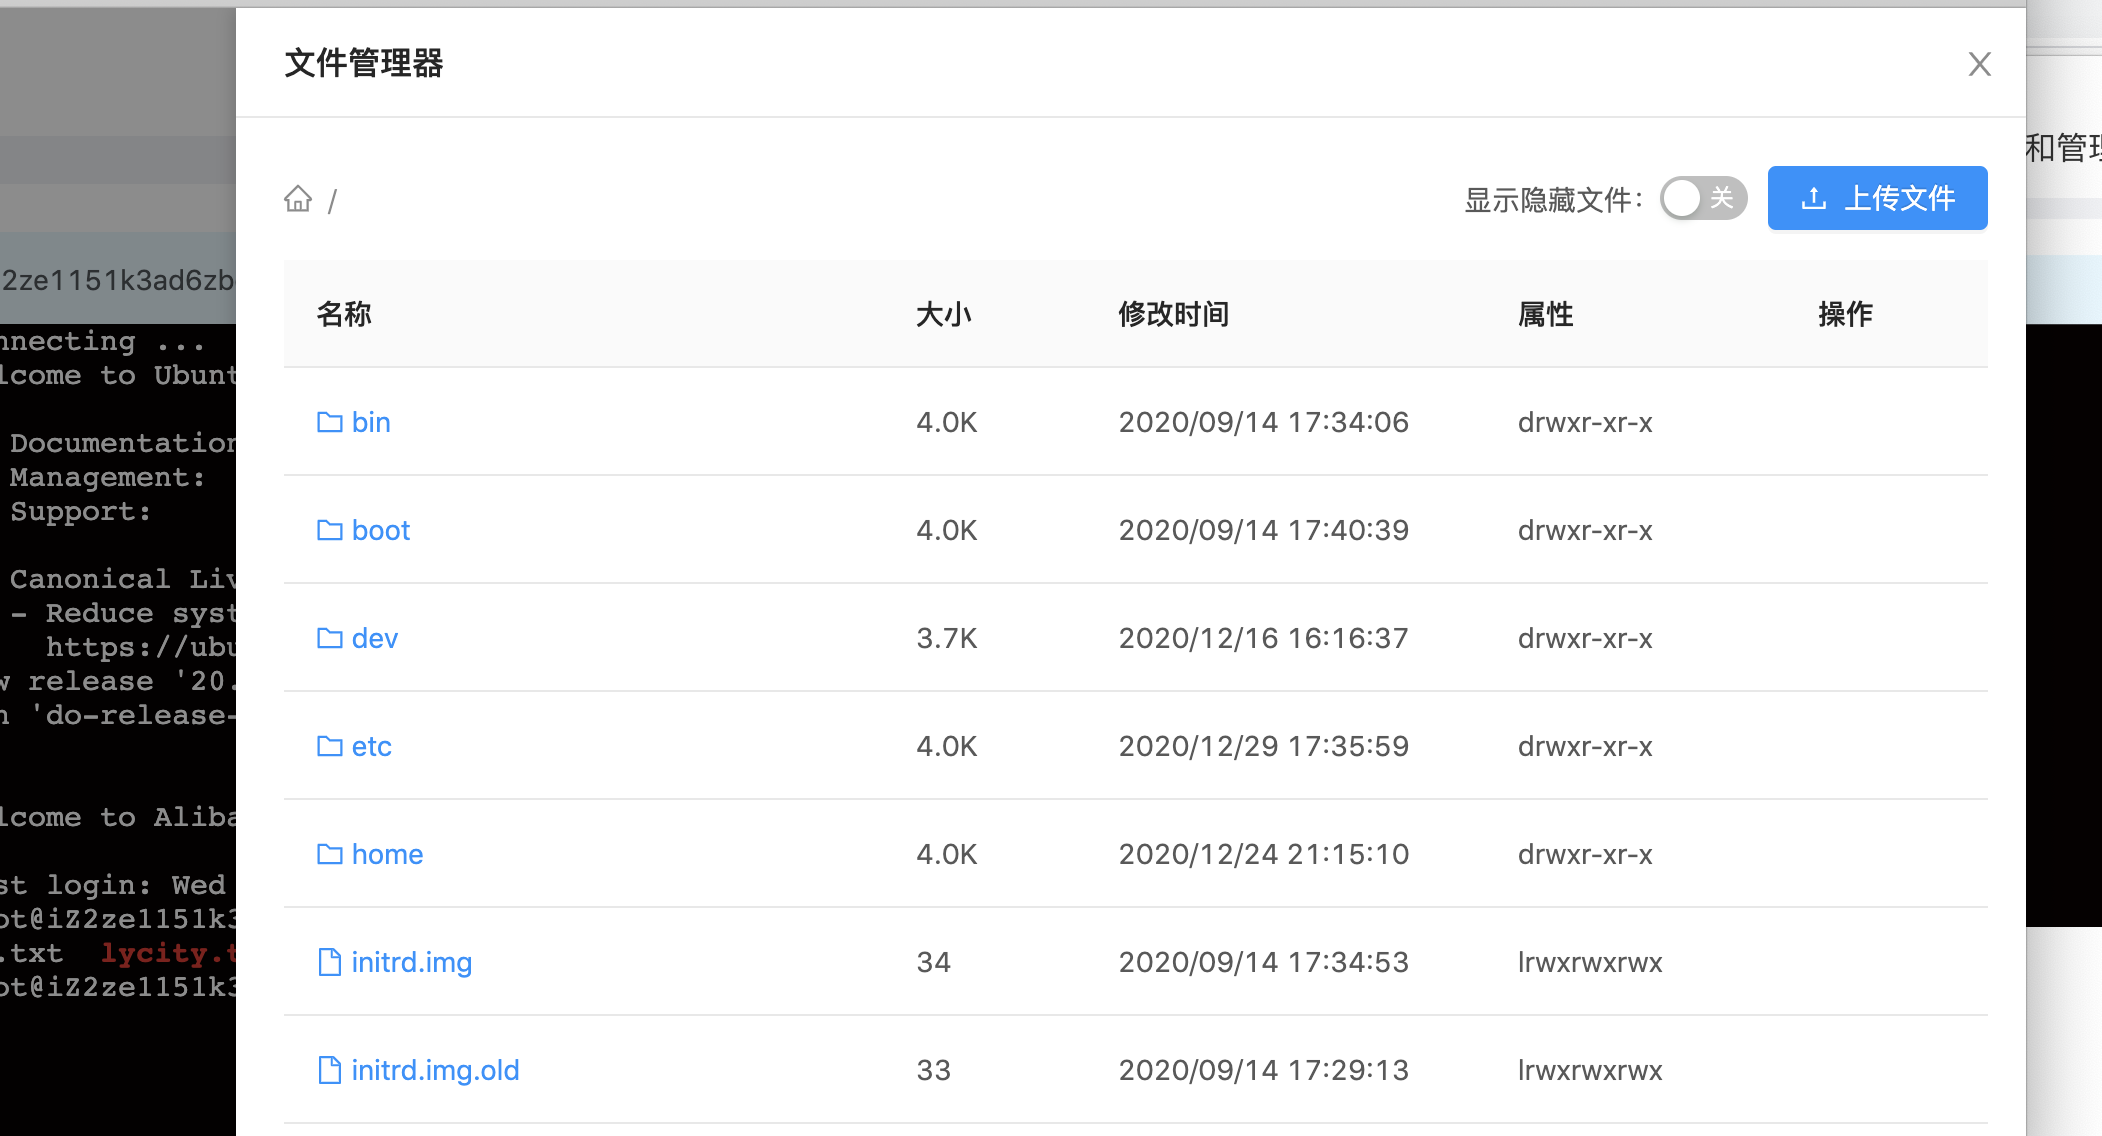 文件管理器
和管理
/
显示隐藏文件: 关 上传文件
2ze1151k3ad6zb
名称 大小 修改时间 属性 操作
bin 4.0K 2020/09/14 17:34:06 drwxr-xr-x
boot 4.0K 2020/09/14 17:40:39 drwxr-xr-x
dev 3.7K 2020/12/16 16:16:37 drwxr-xr-x
etc 4.0K 2020/12/29 17:35:59 drwxr-xr-x
home 4.0K 2020/12/24 21:15:10 drwxr-xr-x
initrd.img 34 2020/09/14 17:34:53 lrwxrwxrwx
initrd.img.old 33 2020/09/14 17:29:13 lrwxrwxrwx
nnecting ...
lcome to Ubunt
Documentation
Management:
Support:
Canonical Liv
- Reduce syst
https://ubu
w release '20.
n 'do-release-
lcome to Aliba
st login: Wed
ot@iZ2ze1151k3
.txt lycity.t
ot@iZ2ze1151k3